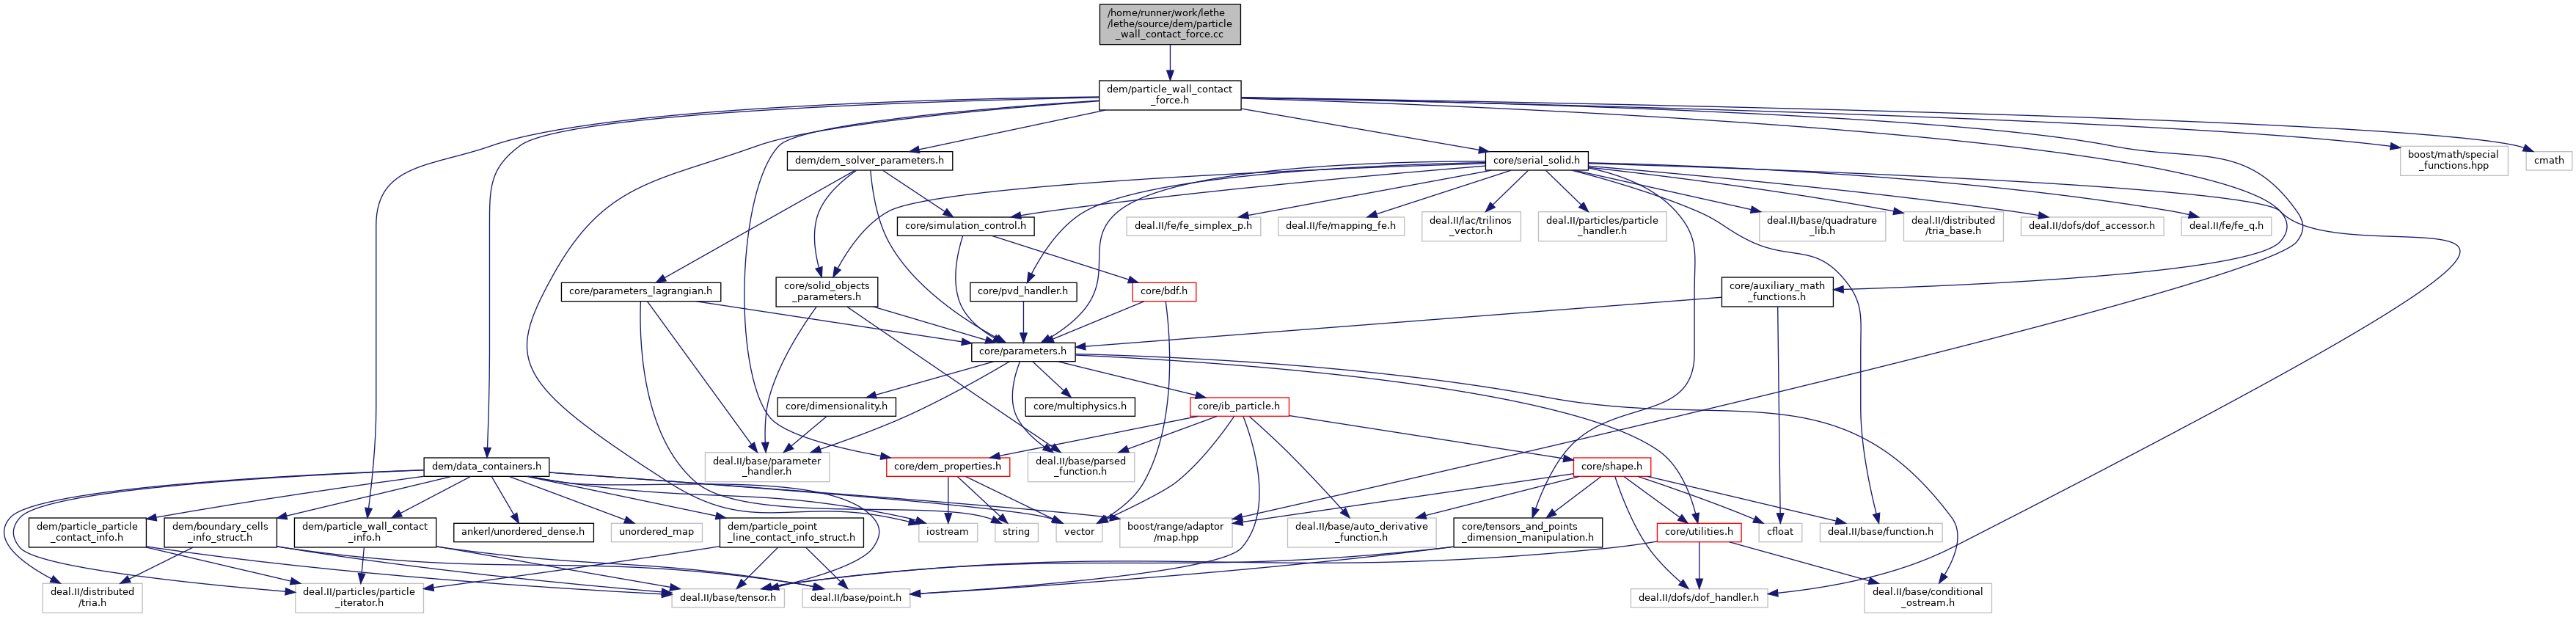 /home/runner/work/lethe
/lethe/source/dem/particle
_wall_contact_force.cc
dem/particle_wall_contact
_force.h
dem/dem_solver_parameters.h
core/serial_solid.h
boost/math/special
_functions.hpp
cmath
core/simulation_control.h
deal.II/fe/fe_simplex_p.h
deal.II/fe/mapping_fe.h
deal.II/lac/trilinos
_vector.h
deal.II/particles/particle
_handler.h
deal.II/base/quadrature
_lib.h
deal.II/distributed
/tria_base.h
deal.II/dofs/dof_accessor.h
deal.II/fe/fe_q.h
core/parameters_lagrangian.h
core/solid_objects
_parameters.h
core/pvd_handler.h
core/bdf.h
core/auxiliary_math
_functions.h
core/parameters.h
core/dimensionality.h
core/multiphysics.h
core/ib_particle.h
dem/data_containers.h
deal.II/base/parameter
_handler.h
core/dem_properties.h
deal.II/base/parsed
_function.h
core/shape.h
dem/particle_particle
_contact_info.h
dem/boundary_cells
_info_struct.h
dem/particle_wall_contact
_info.h
ankerl/unordered_dense.h
unordered_map
dem/particle_point
_line_contact_info_struct.h
iostream
string
vector
boost/range/adaptor
/map.hpp
deal.II/base/auto_derivative
_function.h
core/tensors_and_points
_dimension_manipulation.h
core/utilities.h
cfloat
deal.II/base/function.h
deal.II/distributed
/tria.h
deal.II/particles/particle
_iterator.h
deal.II/base/tensor.h
deal.II/base/point.h
deal.II/dofs/dof_handler.h
deal.II/base/conditional
_ostream.h